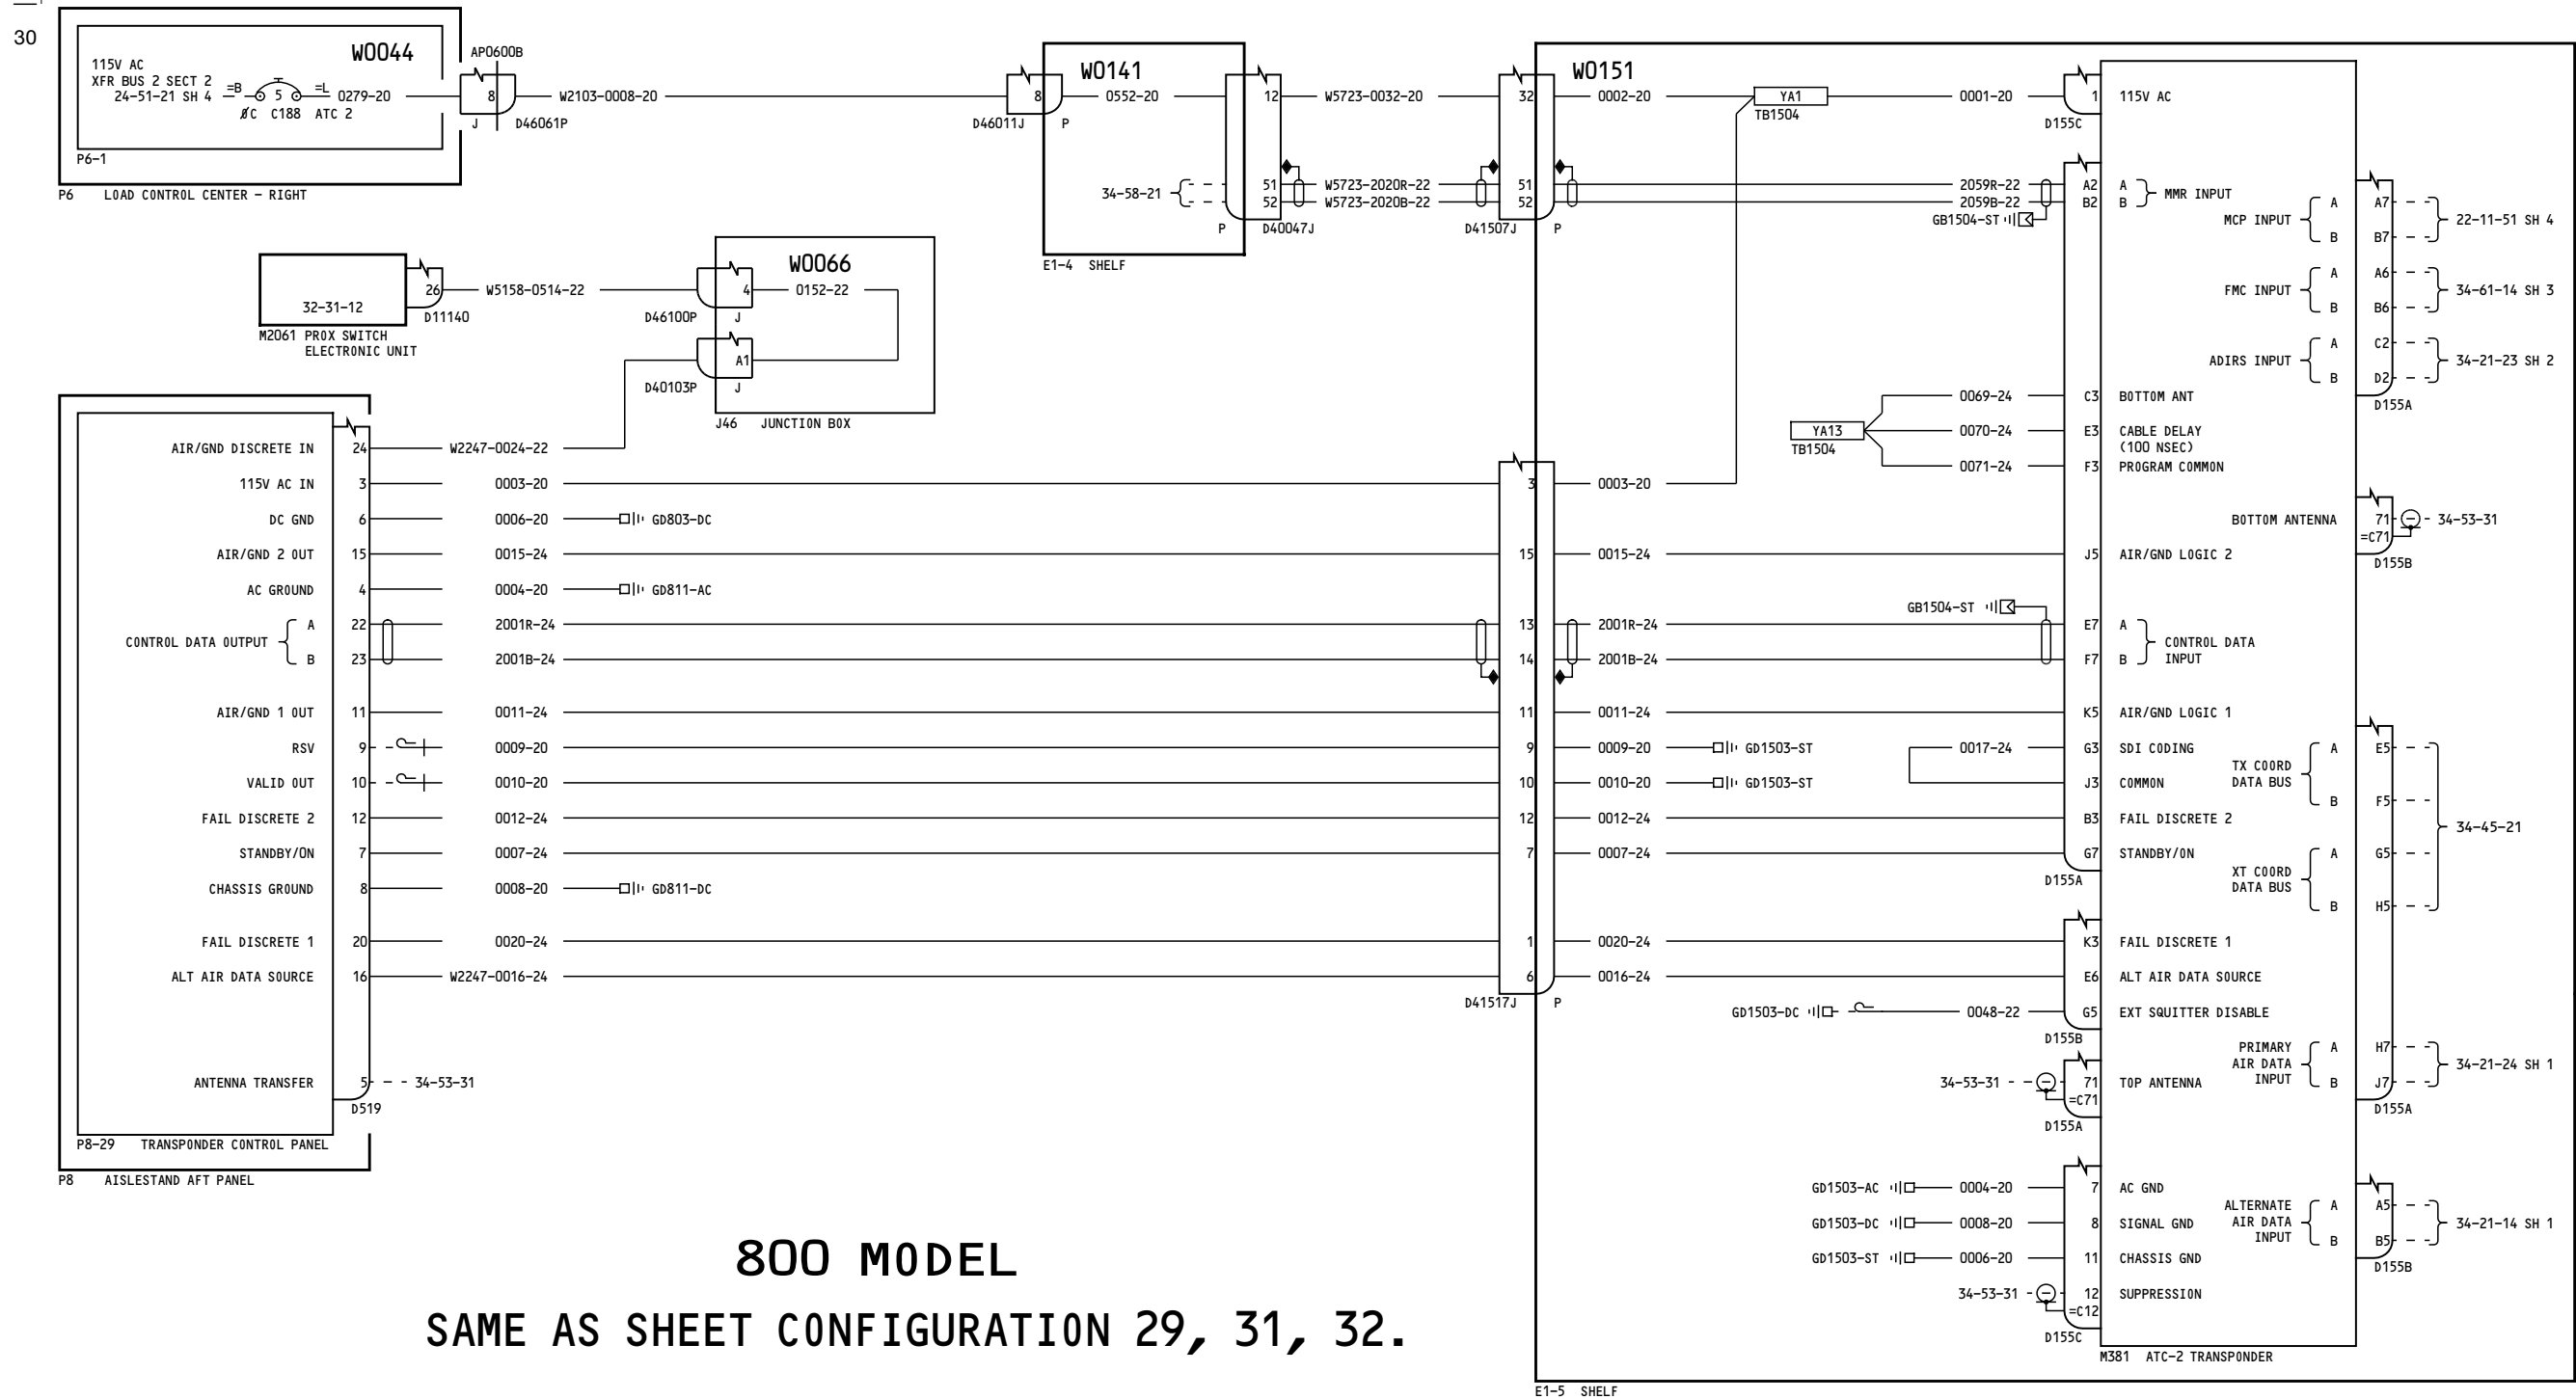 30
W0044
115V AC
XFR BUS 2 SECT 2
24-51-21 SH 4
=B
5
=L
0279-20
ØC C188 ATC 2
P6-1
P6 LOAD CONTROL CENTER - RIGHT
AP0600B
8
J
D46061P
W2103-0008-20
D46011J
8
P
W0141
0552-20
12
34-58-21
51
52
P
D40047J
E1-4 SHELF
W5723-0032-20
W5723-2020R-22
W5723-2020B-22
32
51
52
D41507J
P
W0151
0002-20
YA1
TB1504
0001-20
1
115V AC
D155C
2059R-22
A2
A
2059B-22
B2
B
MMR INPUT
GB1504-ST
MCP INPUT
A
B
A7
B7
22-11-51 SH 4
FMC INPUT
A
B
A6
B6
34-61-14 SH 3
ADIRS INPUT
A
B
C2
D2
34-21-23 SH 2
D155A
32-31-12
M2061 PROX SWITCH
ELECTRONIC UNIT
26
D11140
W5158-0514-22
W0066
4
0152-22
D46100P
J
A1
D40103P
J
J46 JUNCTION BOX
YA13
TB1504
0069-24
C3
BOTTOM ANT
0070-24
E3
CABLE DELAY
(100 NSEC)
0071-24
F3
PROGRAM COMMON
BOTTOM ANTENNA
71
=C71
34-53-31
D155B
AIR/GND DISCRETE IN 24 W2247-0024-22
115V AC IN 3 0003-20 3 0003-20
DC GND 6 0006-20 GD803-DC
AIR/GND 2 OUT 15 0015-24 15 0015-24 J5 AIR/GND LOGIC 2
AC GROUND 4 0004-20 GD811-AC
GB1504-ST
CONTROL DATA OUTPUT
A 22 2001R-24 13 2001R-24 E7 A
B 23 2001B-24 14 2001B-24 F7 B
CONTROL DATA
INPUT
AIR/GND 1 OUT 11 0011-24 11 0011-24 K5 AIR/GND LOGIC 1
RSV 9 0009-20 9 0009-20 GD1503-ST 0017-24 G3 SDI CODING
VALID OUT 10 0010-20 10 0010-20 GD1503-ST J3 COMMON
FAIL DISCRETE 2 12 0012-24 12 0012-24 B3 FAIL DISCRETE 2
STANDBY/ON 7 0007-24 7 0007-24 G7 STANDBY/ON
D155A
CHASSIS GROUND 8 0008-20 GD811-DC
FAIL DISCRETE 1 20 0020-24 1 0020-24 K3 FAIL DISCRETE 1
ALT AIR DATA SOURCE 16 W2247-0016-24 6 0016-24 E6 ALT AIR DATA SOURCE
D41517J
P
GD1503-DC 0048-22 G5 EXT SQUITTER DISABLE
D155B
ANTENNA TRANSFER 5 34-53-31
D519
P8-29 TRANSPONDER CONTROL PANEL
P8 AISLESTAND AFT PANEL
TX COORD
DATA BUS
A
B
E5
F5
34-45-21
XT COORD
DATA BUS
A
B
G5
H5
PRIMARY
AIR DATA
INPUT
A
B
H7
J7
34-21-24 SH 1
D155A
34-53-31 71 TOP ANTENNA
=C71
D155A
GD1503-AC 0004-20 7 AC GND
GD1503-DC 0008-20 8 SIGNAL GND
GD1503-ST 0006-20 11 CHASSIS GND
34-53-31 12 SUPPRESSION
=C12
D155C
ALTERNATE
AIR DATA
INPUT
A
B
A5
B5
34-21-14 SH 1
D155B
M381 ATC-2 TRANSPONDER
E1-5 SHELF
800 MODEL
SAME AS SHEET CONFIGURATION 29, 31, 32.